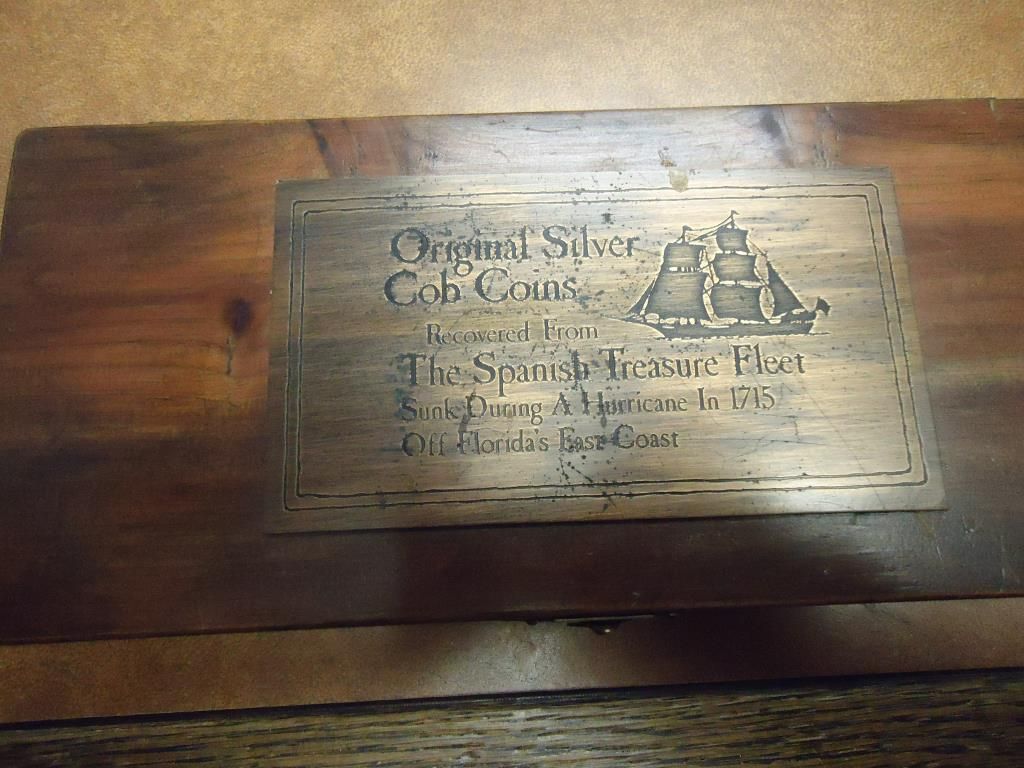 Original Silver
Cob Coins
Recovered From
The Spanish Treasure Fleet
Sunk During A Hurricane In 1715
Off Florida's East Coast